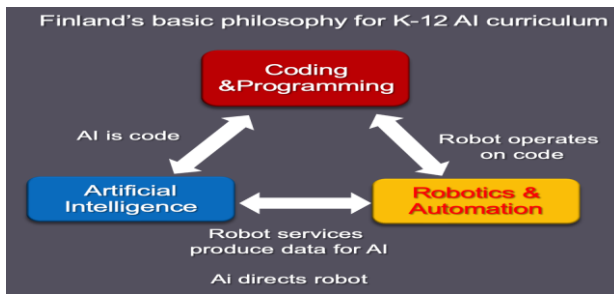 Finland's basic philosophy for K-12 AI curriculum
Coding
&Programming
AI is code
Robot operates
on code
Artificial
Intelligence
Robotics &
Automation
Robot services
produce data for AI
Ai directs robot